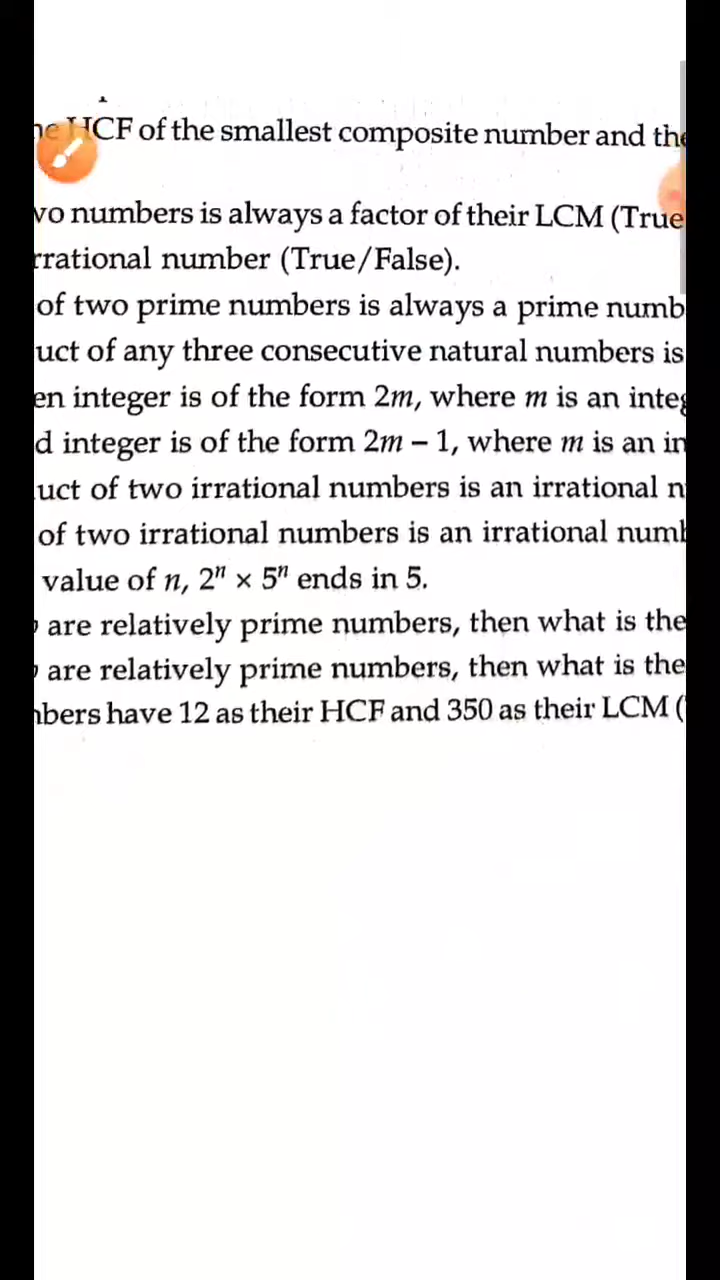 HCF of the smallest composite number and the
vo numbers is always a factor of their LCM (True
rrational number (True/False).
of two prime numbers is always a prime numb
uct of any three consecutive natural numbers is
en integer is of the form 2m, where m is an integ
d integer is of the form 2m – 1, where m is an in
uct of two irrational numbers is an irrational n
of two irrational numbers is an irrational numb
value of n, 2ⁿ × 5ⁿ ends in 5.
are relatively prime numbers, then what is the
are relatively prime numbers, then what is the
bers have 12 as their HCF and 350 as their LCM (